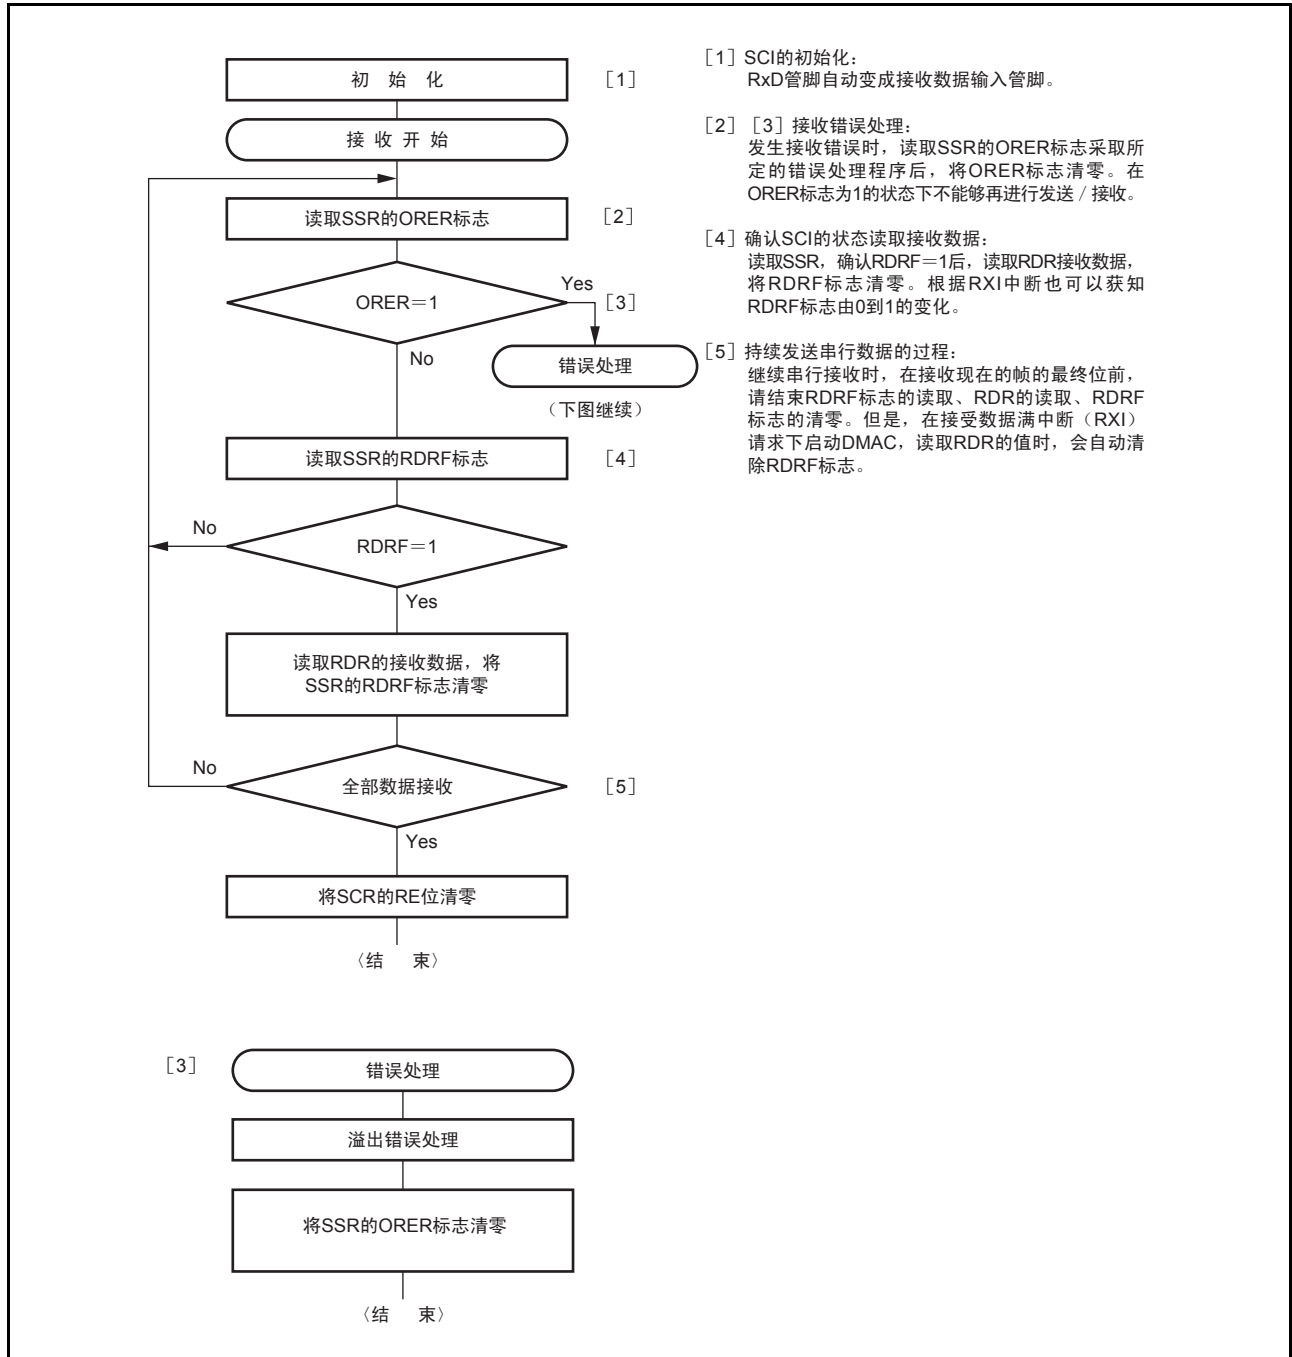 初 始 化
［1］
接 收 开 始
读取SSR的ORER标志
［2］
ORER＝1
Yes
［3］
No
错误处理
（下图继续）
读取SSR的RDRF标志
［4］
No
RDRF＝1
Yes
读取RDR的接收数据，将
SSR的RDRF标志清零
No
全部数据接收
［5］
Yes
将SCR的RE位清零
〈结 束〉
［1］SCI的初始化：
RxD管脚自动变成接收数据输入管脚。
［2］［3］接收错误处理：
发生接收错误时，读取SSR的ORER标志采取所
定的错误处理程序后，将ORER标志清零。在
ORER标志为1的状态下不能够再进行发送／接收。
［4］确认SCI的状态读取接收数据：
读取SSR，确认RDRF＝1后，读取RDR接收数据，
将RDRF标志清零。根据RXI中断也可以获知
RDRF标志由0到1的变化。
［5］持续发送串行数据的过程：
继续串行接收时，在接收现在的帧的最终位前，
请结束RDRF标志的读取、RDR的读取、RDRF
标志的清零。但是，在接受数据满中断（RXI）
请求下启动DMAC，读取RDR的值时，会自动清
除RDRF标志。
［3］
错误处理
溢出错误处理
将SSR的ORER标志清零
〈结 束〉